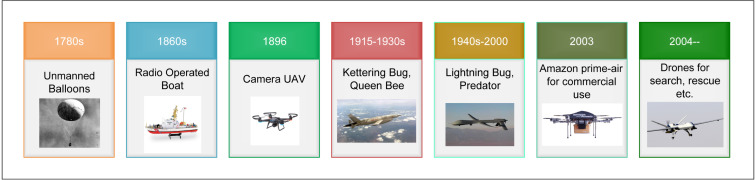 1780s
Unmanned
Balloons
1860s
Radio Operated
Boat
1896
Camera UAV
1915-1930s
Kettering Bug,
Queen Bee
1940s-2000
Lightning Bug,
Predator
2003
Amazon prime-air
for commercial
use
2004--
Drones for
search, rescue
etc.